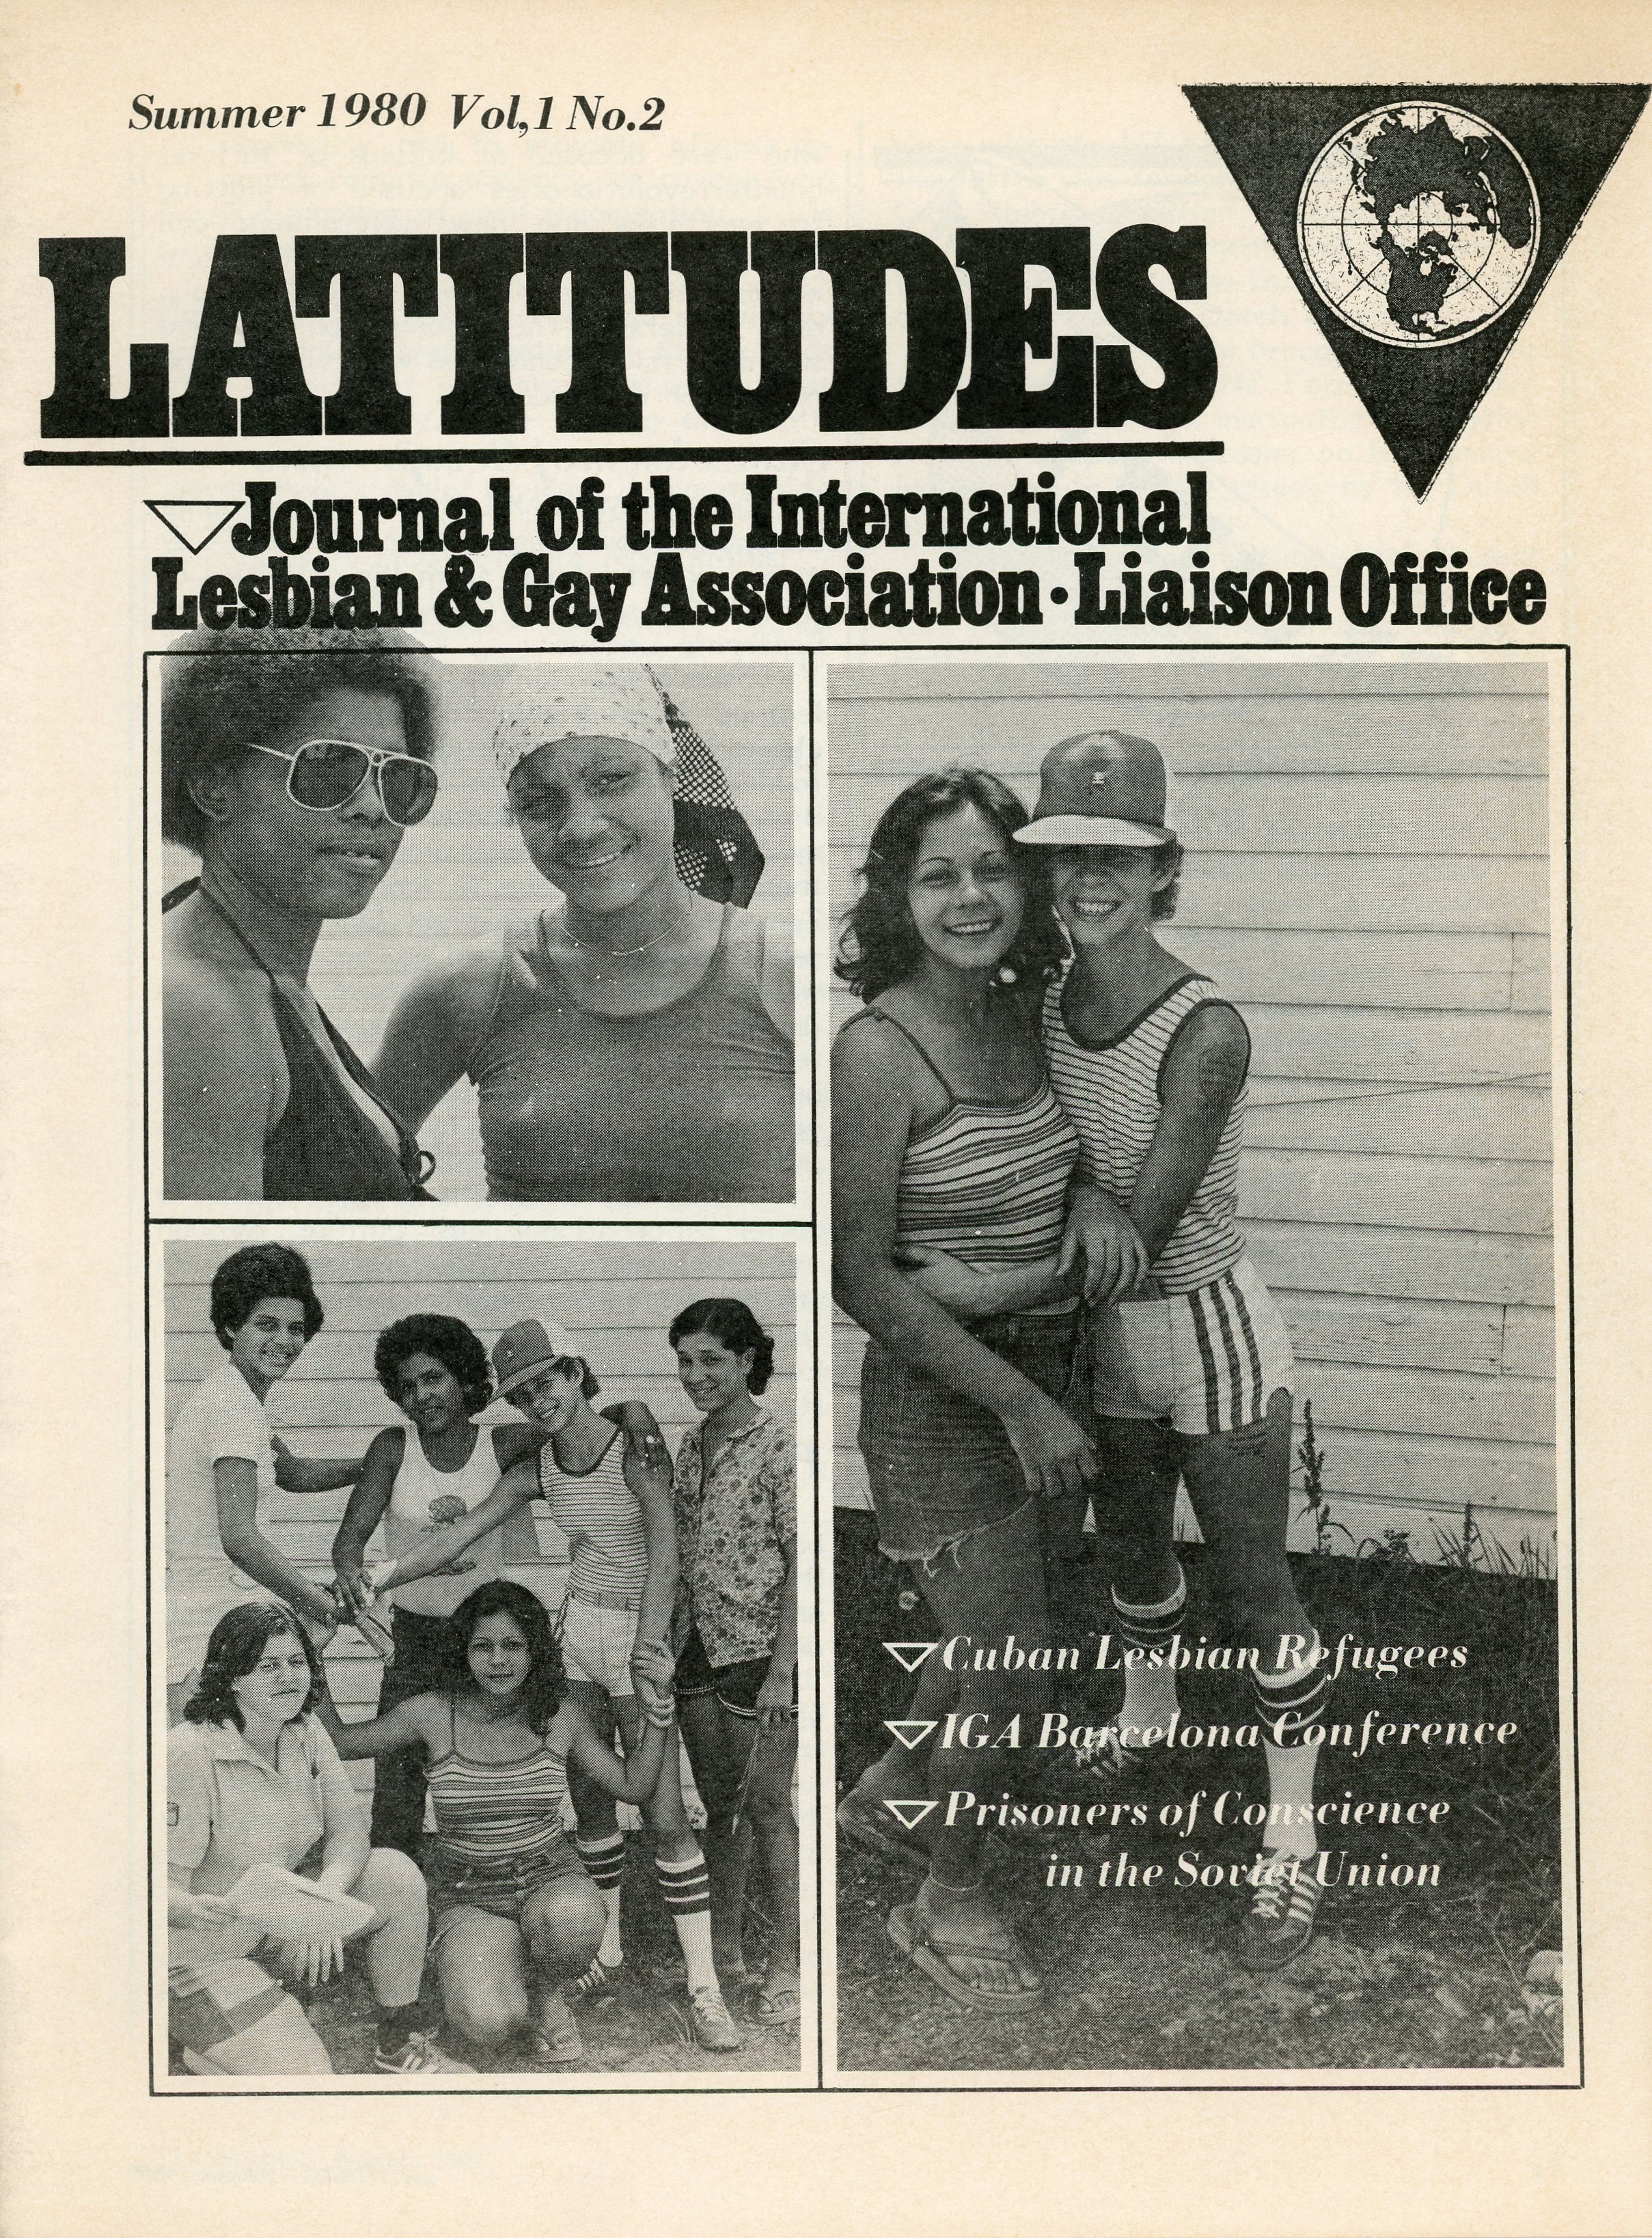 Summer 1980 Vol,1 No.2
LATITUDES
Journal of the International
Lesbian & Gay Association • Liaison Office
Cuban Lesbian Refugees
IGA Barcelona Conference
Prisoners of Conscience
in the Soviet Union